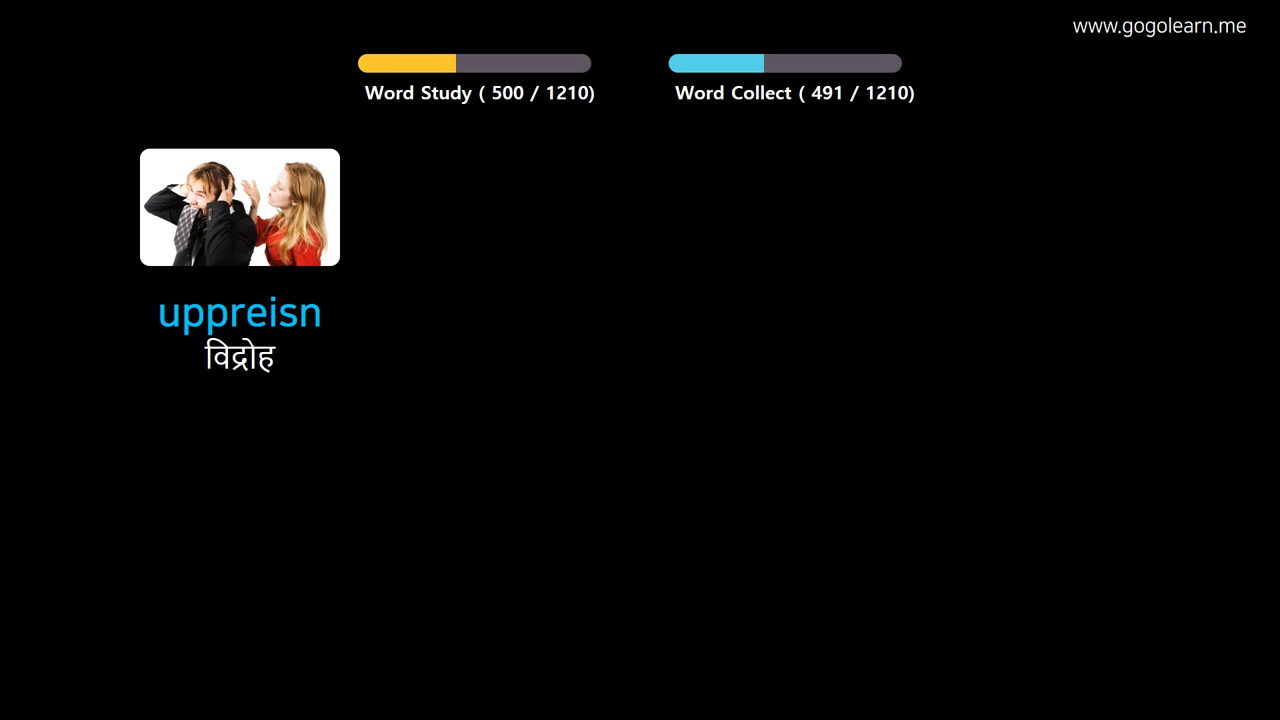 www.gogolearn.me
Word Study ( 500 / 1210)
Word Collect ( 491 / 1210)
uppreisn
विद्रोह